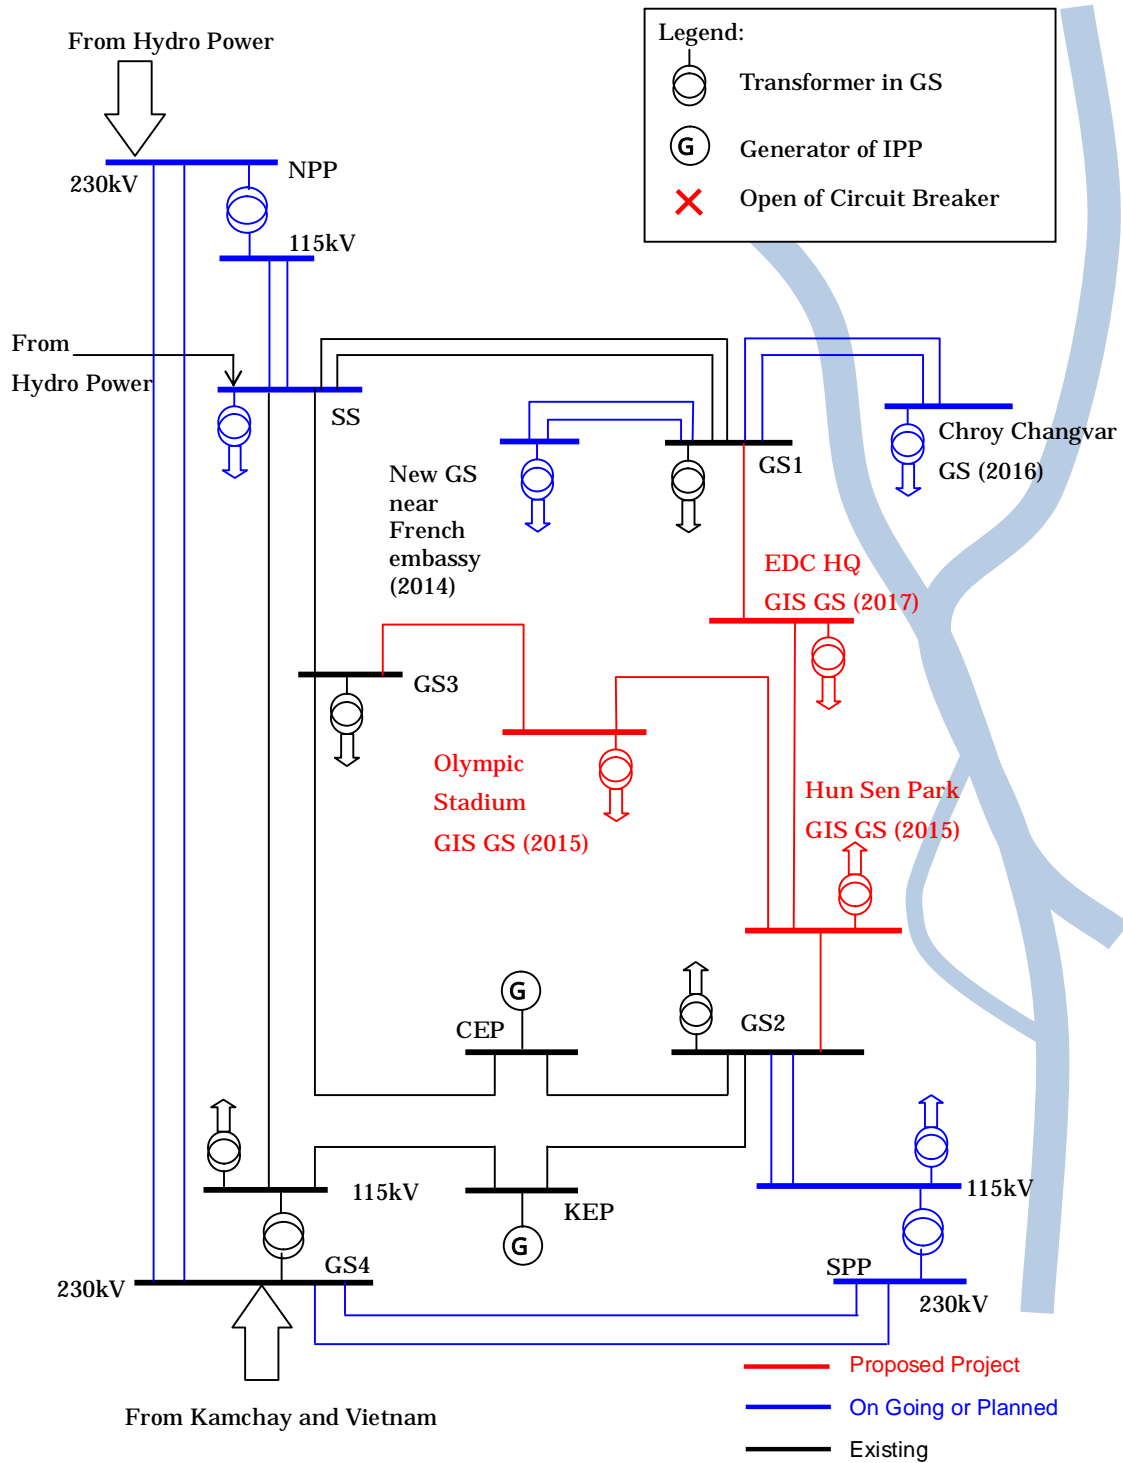 From Hydro Power
Legend:
Transformer in GS
G
Generator of IPP
Open of Circuit Breaker
230kV
NPP
115kV
From
Hydro Power
SS
GS1
Chroy Changvar
GS (2016)
New GS
near
French
embassy
(2014)
EDC HQ
GIS GS (2017)
GS3
Olympic
Stadium
GIS GS (2015)
Hun Sen Park
GIS GS (2015)
G
CEP
GS2
115kV
KEP
115kV
G
GS4
230kV
SPP
230kV
From Kamchay and Vietnam
Proposed Project
On Going or Planned
Existing